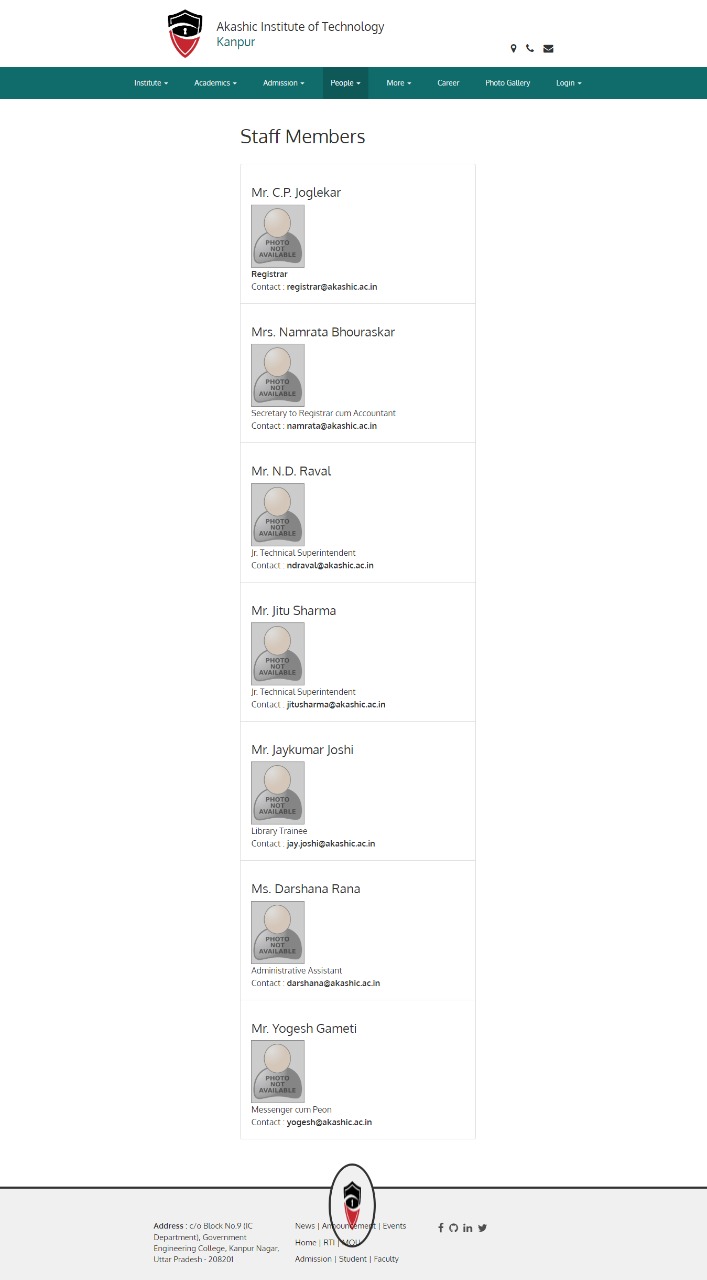 Akashic Institute of Technology
Kanpur
Institute Academics Admission People More Career Photo Gallery Login
Staff Members
Mr. C.P. Joglekar
PHOTO
NOT
AVAILABLE
Registrar
Contact : registrar@akashic.ac.in
Mrs. Namrata Bhouraskar
PHOTO
NOT
AVAILABLE
Secretary to Registrar cum Accountant
Contact : namrata@akashic.ac.in
Mr. N.D. Raval
PHOTO
NOT
AVAILABLE
Jr. Technical Superintendent
Contact : ndraval@akashic.ac.in
Mr. Jitu Sharma
PHOTO
NOT
AVAILABLE
Jr. Technical Superintendent
Contact : jitusharma@akashic.ac.in
Mr. Jaykumar Joshi
PHOTO
NOT
AVAILABLE
Library Trainee
Contact : jay.joshi@akashic.ac.in
Ms. Darshana Rana
PHOTO
NOT
AVAILABLE
Administrative Assistant
Contact : darshana@akashic.ac.in
Mr. Yogesh Gameti
PHOTO
NOT
AVAILABLE
Messenger cum Peon
Contact : yogesh@akashic.ac.in
Address : c/o Block No.9 (IC
Department), Government
Engineering College, Kanpur Nagar,
Uttar Pradesh - 208201
News | Announcement | Events
Home | RTI | MOU
Admission | Student | Faculty